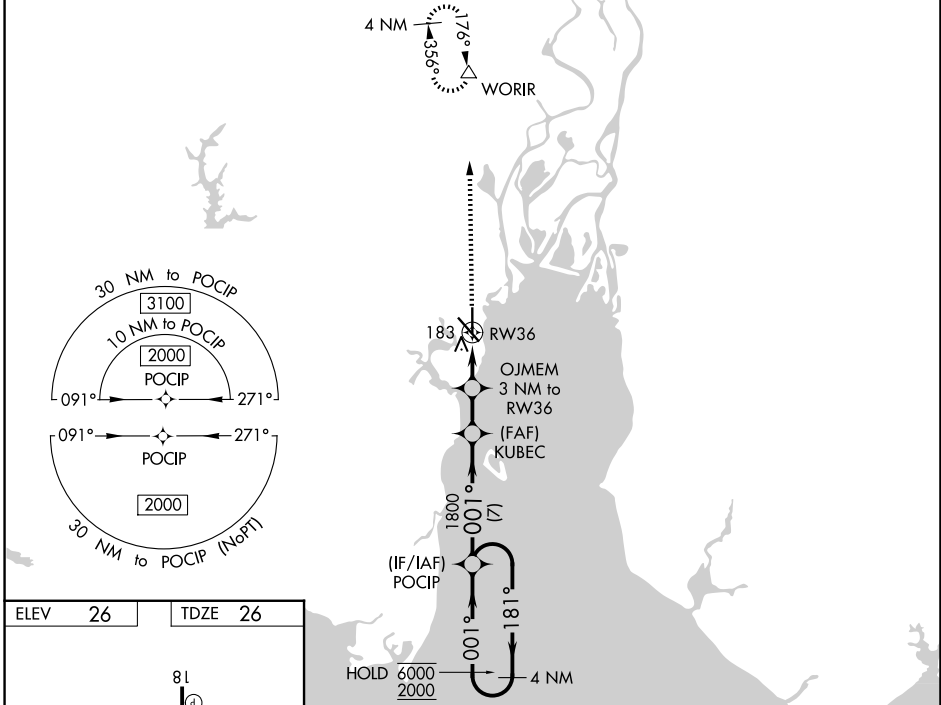 4 NM
176°
356°
WORIR
30 NM to POCIP
3100
10 NM to POCIP
2000
POCIP
091°
271°
091°
271°
POCIP
2000
30 NM to POCIP (NoPT)
183
RW36
OJMEM
3 NM to
RW36
(FAF)
KUBEC
1800
001°
(7)
(IF/IAF)
POCIP
001°
181°
HOLD 6000
2000
4 NM
ELEV 26
TDZE 26
18
P